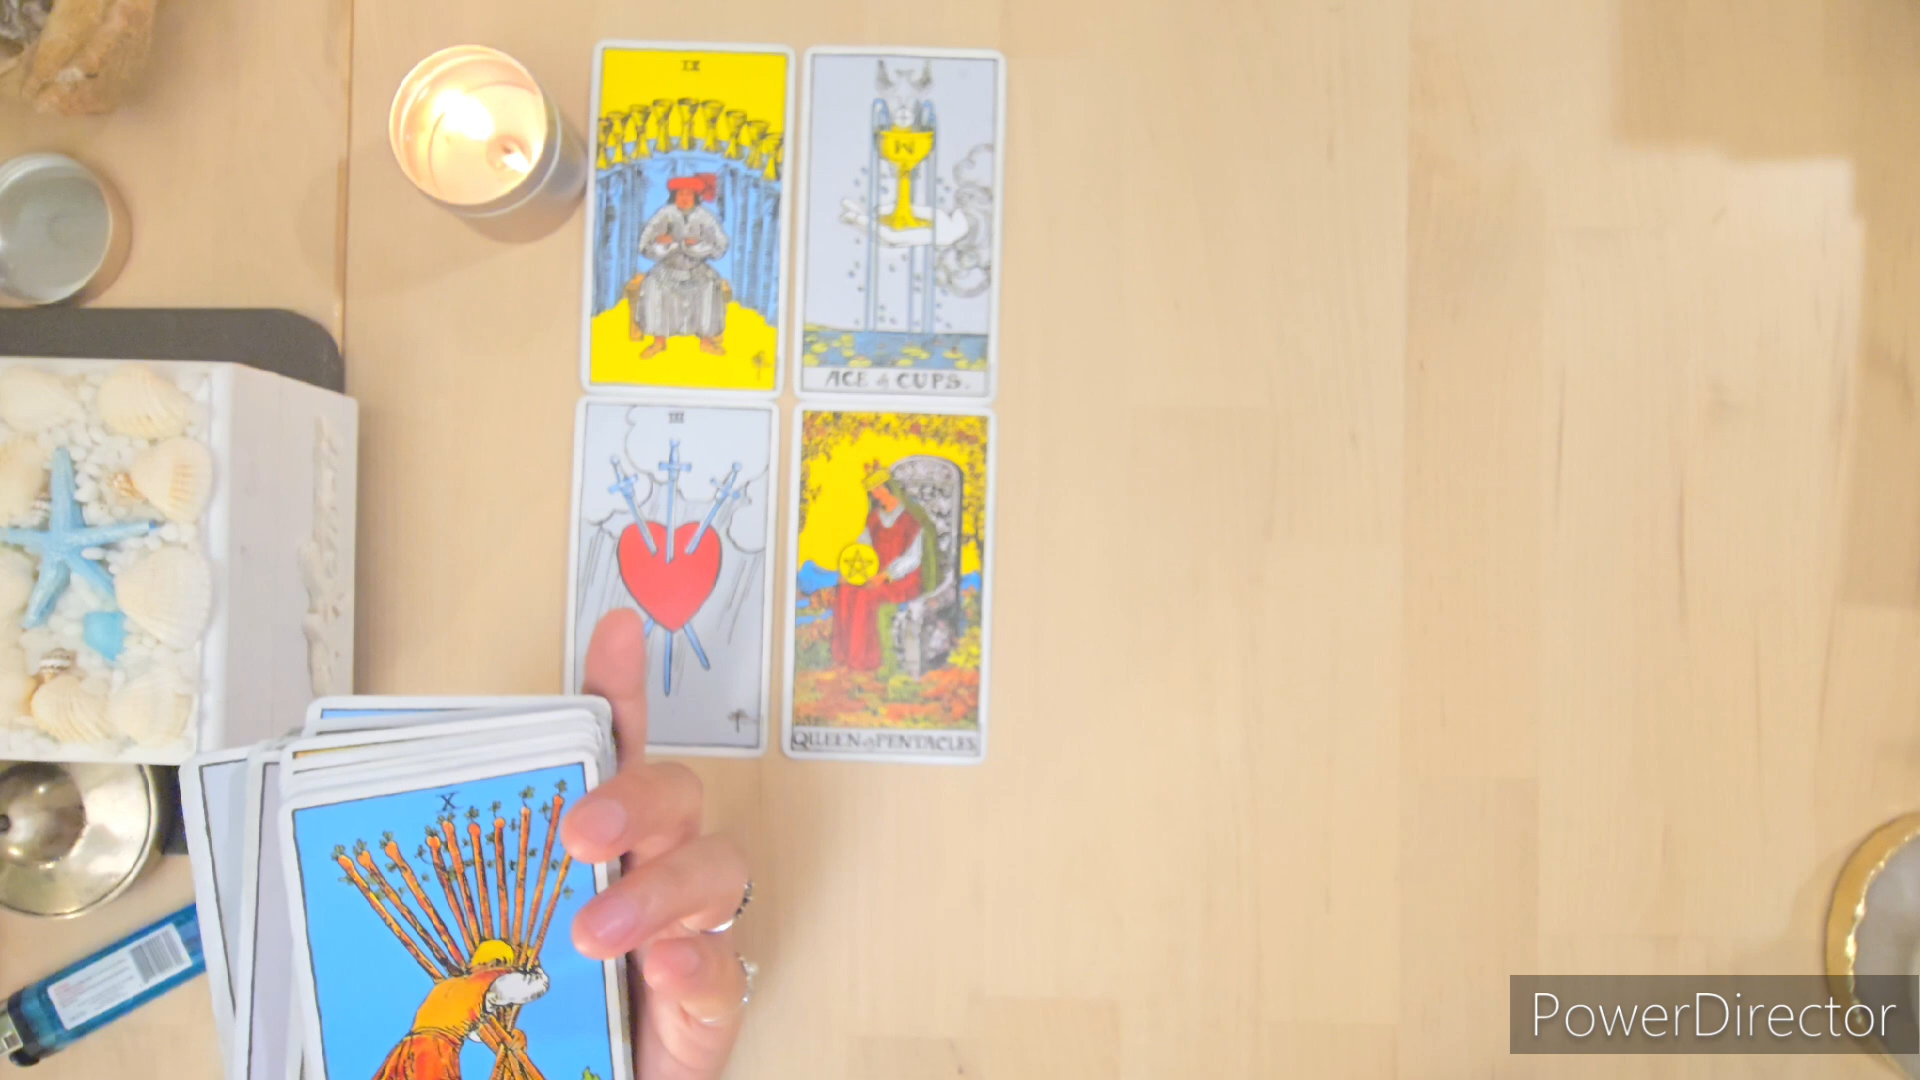 IX
ACE of CUPS.
III
QUEEN of PENTACLES
X
PowerDirector